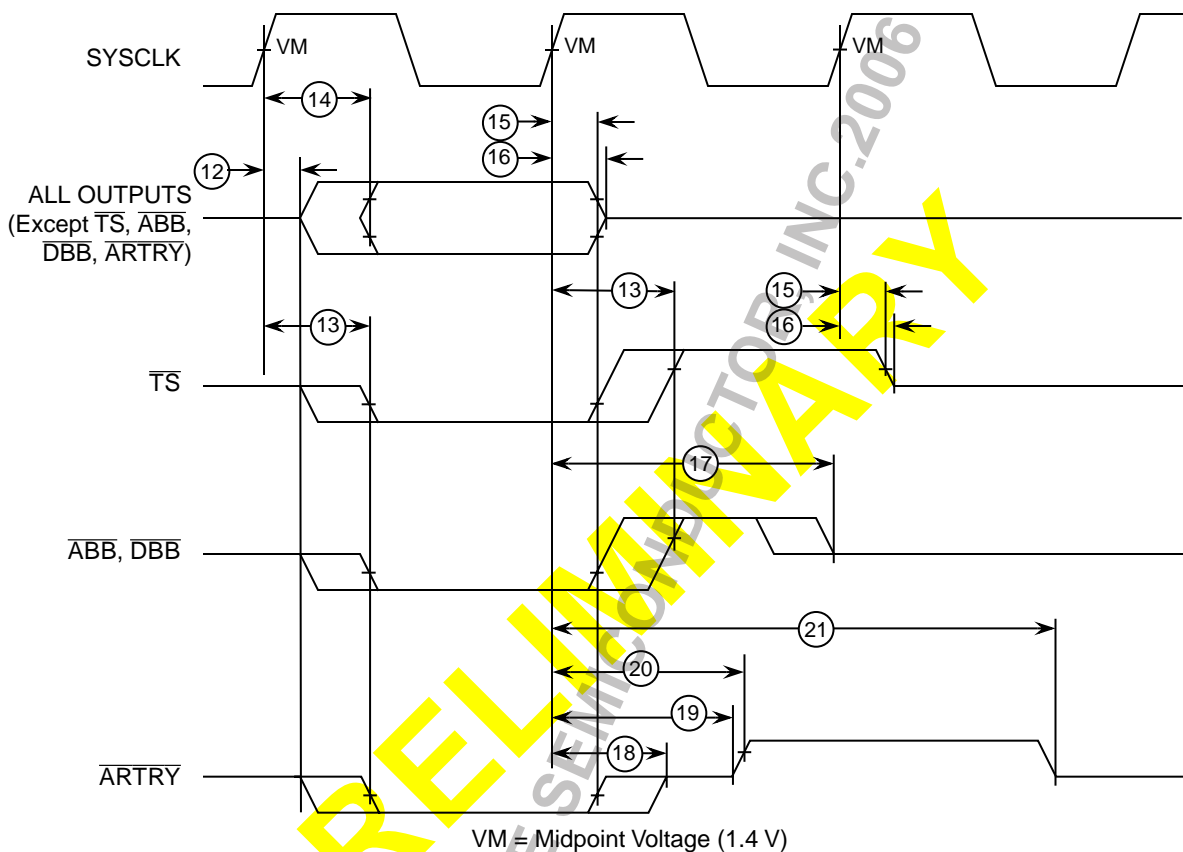 VM
VM
VM
SYSCLK
14
15
16
12
ALL OUTPUTS
(Except TS, ABB,
DBB, ARTRY)
13
15
13
16
TS
17
ABB, DBB
21
20
19
18
ARTRY
VM = Midpoint Voltage (1.4 V)
RELIMINARY
E SEMICONDUCTOR, INC.2006